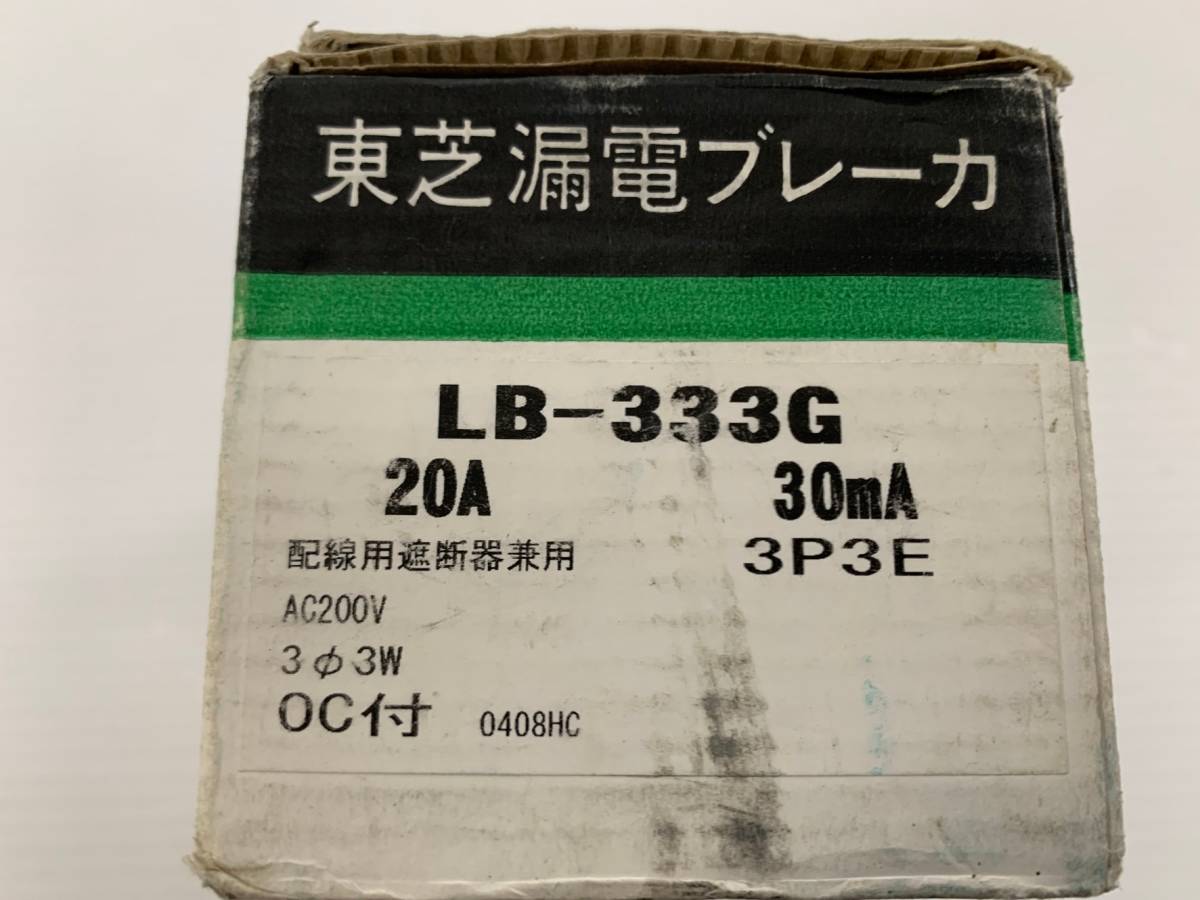 東芝漏電ブレーカ
LB-333G
20A 30mA
配線用遮断器兼用 3P3E
AC200V
3φ3W
OC付 0408HC